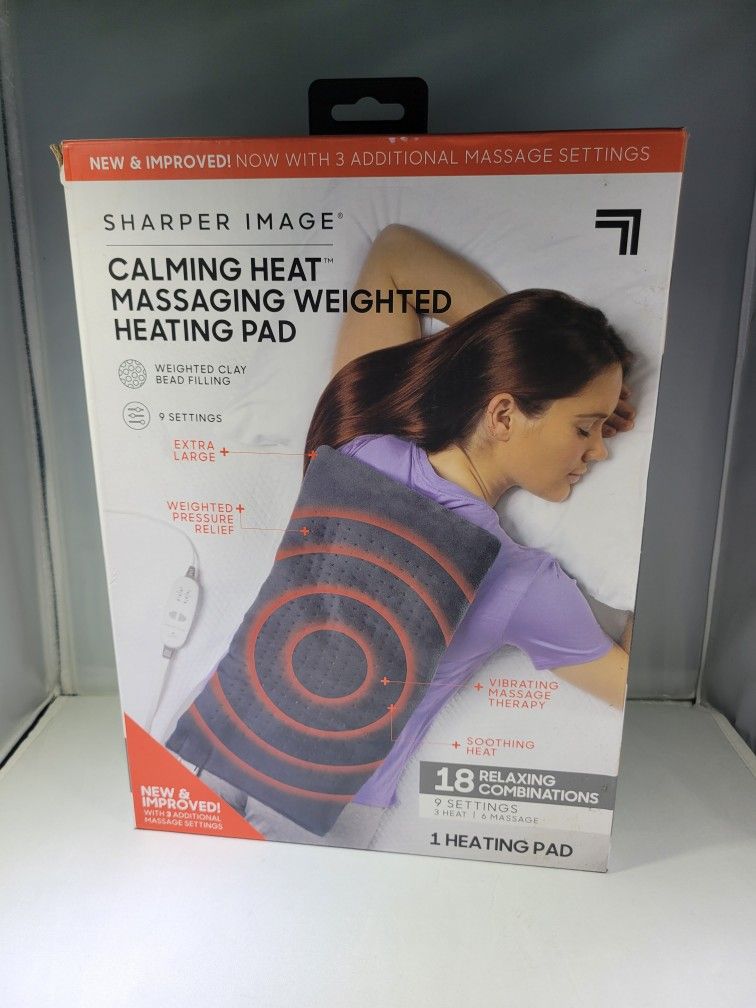 NEW & IMPROVED! NOW WITH 3 ADDITIONAL MASSAGE SETTINGS
SHARPER IMAGE®
CALMING HEAT™
MASSAGING WEIGHTED
HEATING PAD
WEIGHTED CLAY
BEAD FILLING
9 SETTINGS
EXTRA
LARGE
WEIGHTED
PRESSURE
RELIEF
VIBRATING
MASSAGE
THERAPY
SOOTHING
HEAT
18 RELAXING
COMBINATIONS
9 SETTINGS
3 HEAT | 6 MASSAGE
1 HEATING PAD
NEW &
IMPROVED!
WITH 3 ADDITIONAL
MASSAGE SETTINGS